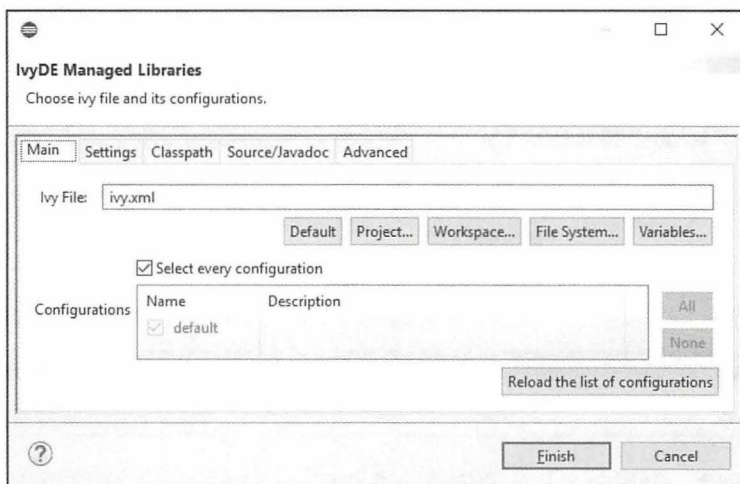 IvyDE Managed Libraries
Choose ivy file and its configurations.
Main Settings Classpath Source/Javadoc Advanced
Ivy File: ivy.xml
Default Project... Workspace... File System... Variables...
Select every configuration
Name Description
Configurations
All
default
None
Reload the list of configurations
Finish Cancel